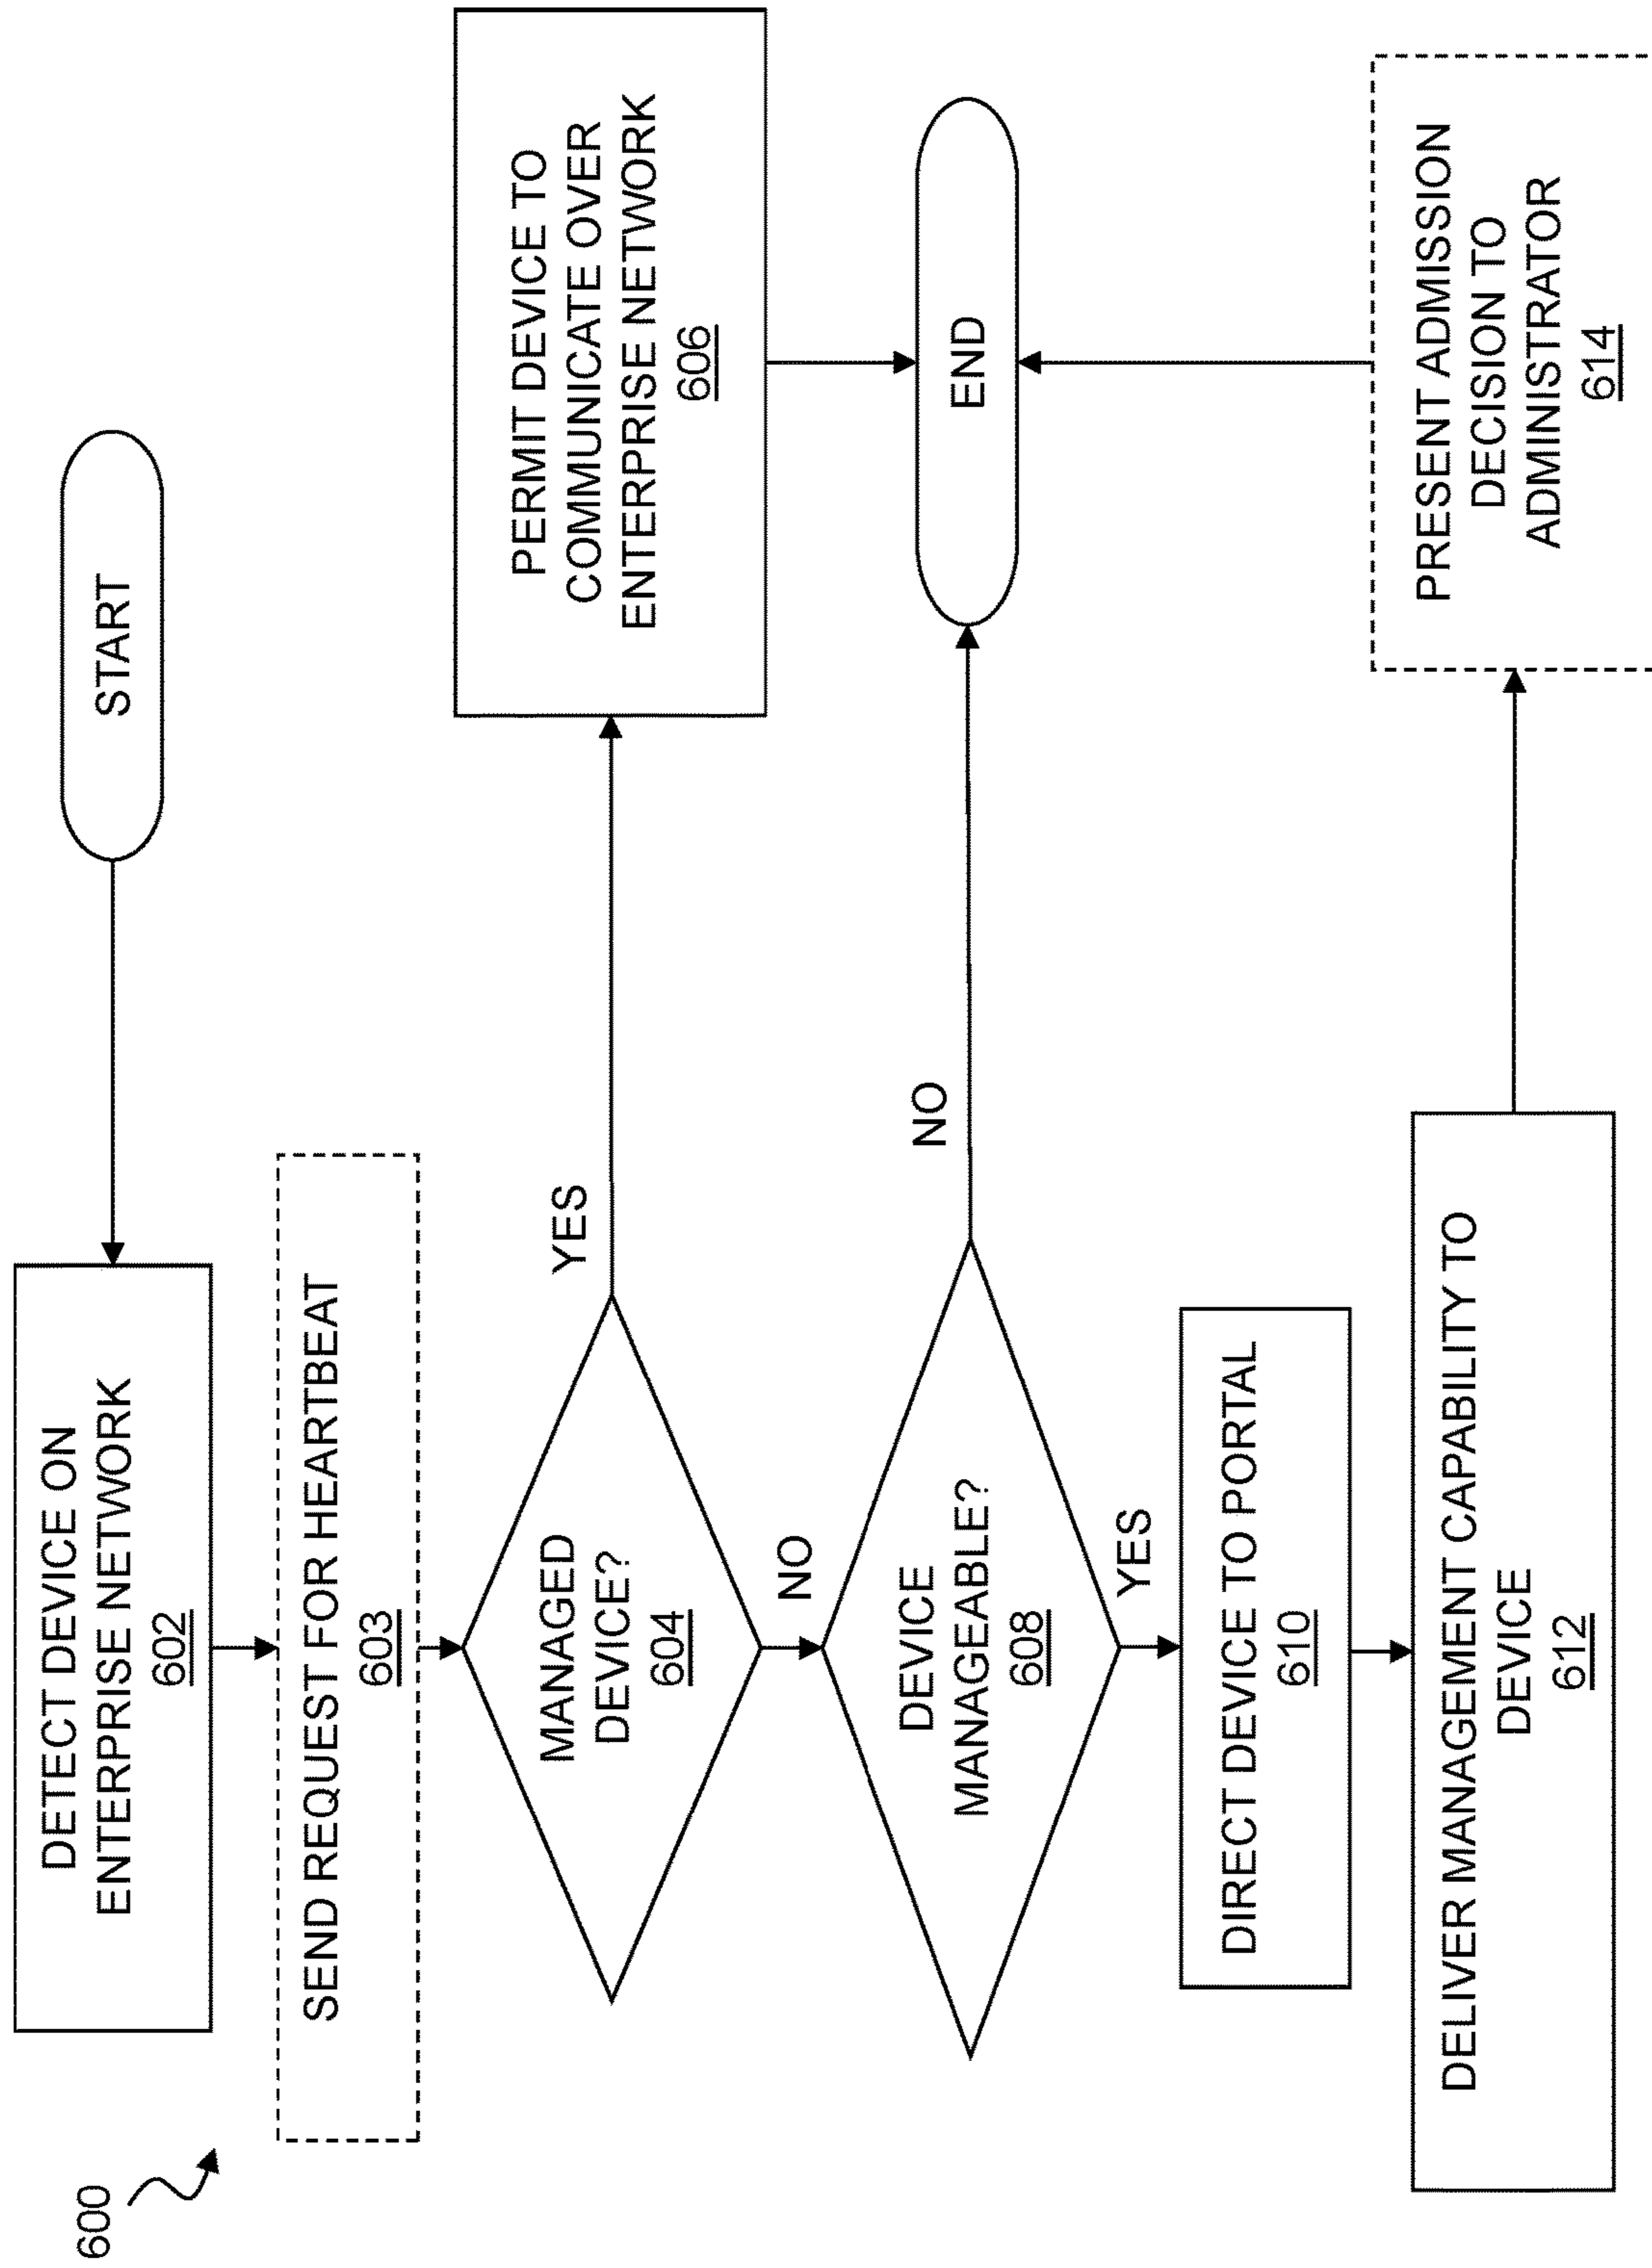 600
START
DETECT DEVICE ON
ENTERPRISE NETWORK
602
SEND REQUEST FOR HEARTBEAT
603
MANAGED
DEVICE?
604
YES
PERMIT DEVICE TO
COMMUNICATE OVER
ENTERPRISE NETWORK
606
NO
DEVICE
MANAGEABLE?
608
NO
END
YES
DIRECT DEVICE TO PORTAL
610
DELIVER MANAGEMENT CAPABILITY TO
DEVICE
612
PRESENT ADMISSION
DECISION TO
ADMINISTRATOR
614